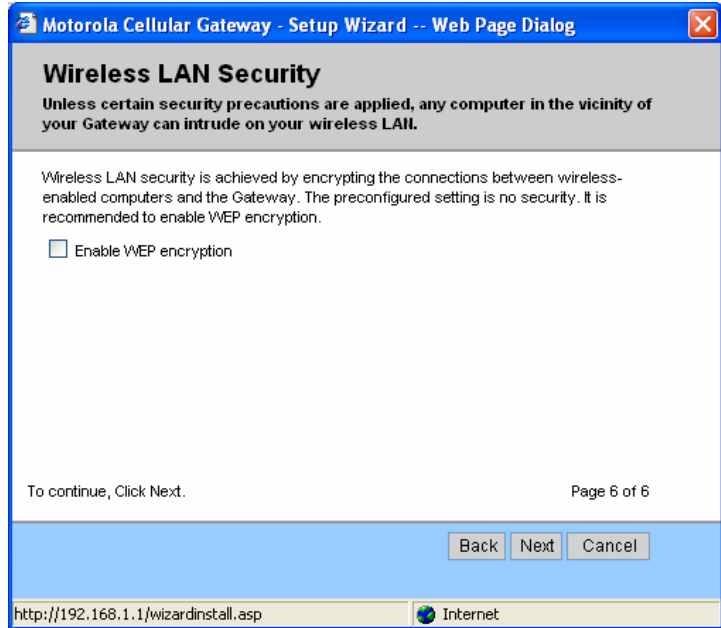 Motorola Cellular Gateway - Setup Wizard -- Web Page Dialog
Wireless LAN Security
Unless certain security precautions are applied, any computer in the vicinity of
your Gateway can intrude on your wireless LAN.
Wireless LAN security is achieved by encrypting the connections between wireless-
enabled computers and the Gateway. The preconfigured setting is no security. It is
recommended to enable WEP encryption.
Enable WEP encryption
To continue, Click Next.
Page 6 of 6
Back Next Cancel
http://192.168.1.1/wizardinstall.asp
Internet